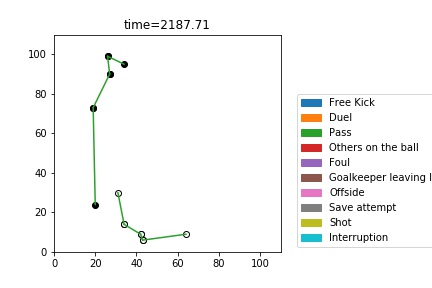 time=2187.71
100
80
60
40
20
0
0 20 40 60 80 100
Free Kick
Duel
Pass
Others on the ball
Foul
Goalkeeper leaving l
Offside
Save attempt
Shot
Interruption